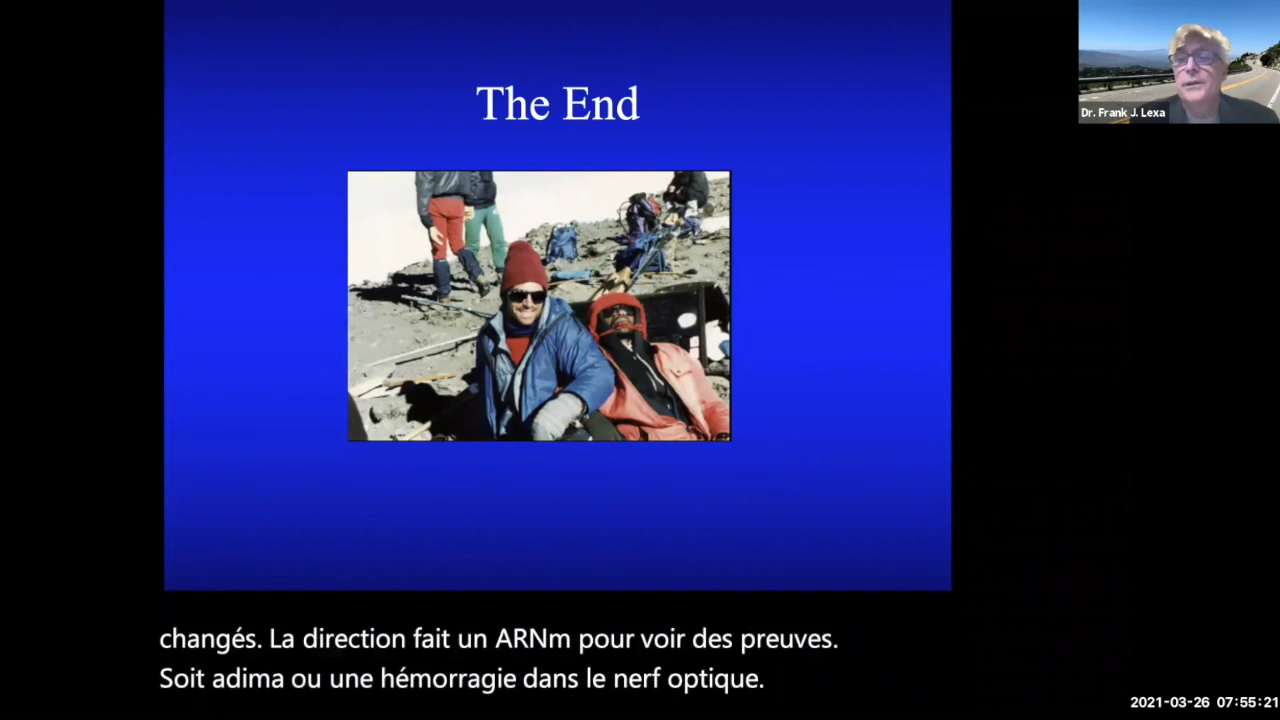 The End
Dr. Frank J. Lexa
changés. La direction fait un ARNm pour voir des preuves.
Soit adima ou une hémorragie dans le nerf optique.
2021-03-26 07:55:21